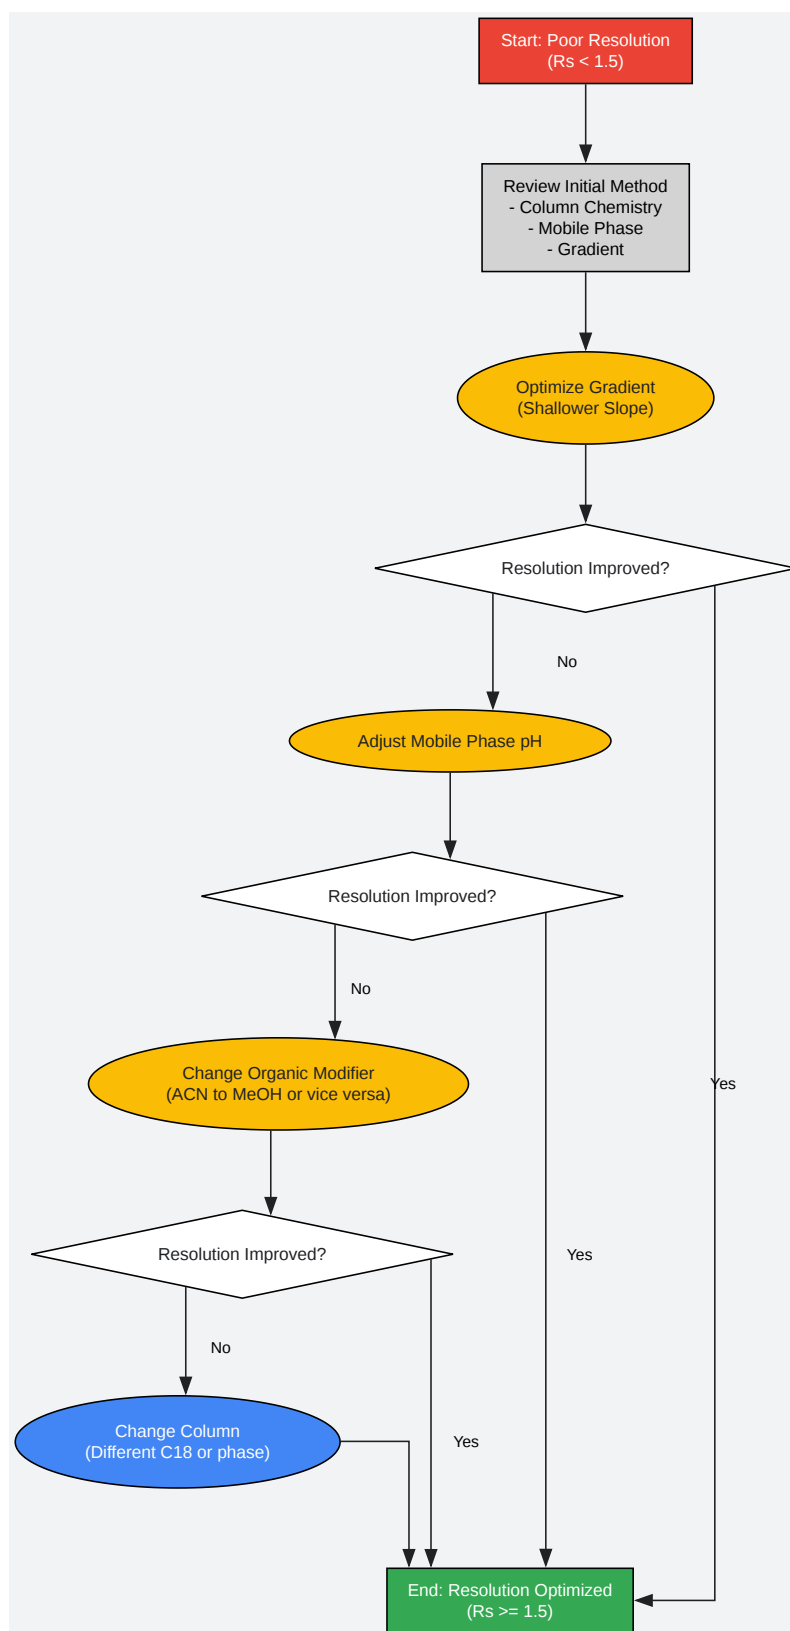 Start: Poor Resolution
(Rs < 1.5)
Review Initial Method
- Column Chemistry
- Mobile Phase
- Gradient
Optimize Gradient
(Shallower Slope)
Resolution Improved?
No
Adjust Mobile Phase pH
Resolution Improved?
No
Change Organic Modifier
(ACN to MeOH or vice versa)
Yes
Resolution Improved?
Yes
No
Change Column
(Different C18 or phase)
Yes
End: Resolution Optimized
(Rs >= 1.5)